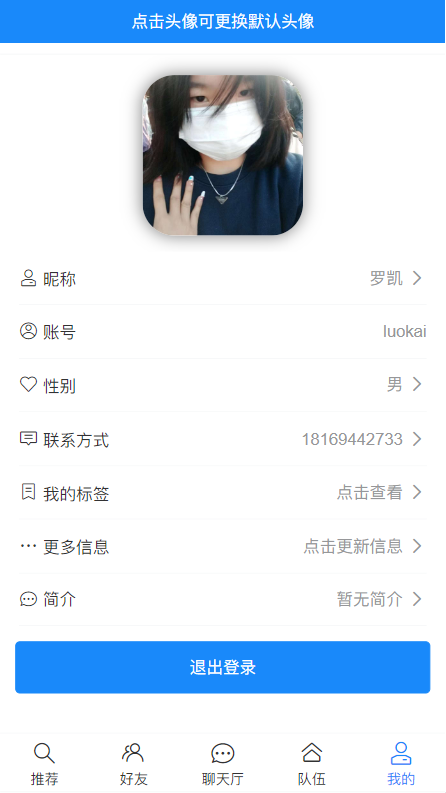 点击头像可更换默认头像
昵称 罗凯
账号 luokai
性别 男
联系方式 18169442733
我的标签 点击查看
更多信息 点击更新信息
简介 暂无简介
退出登录
推荐 好友 聊天厅 队伍 我的